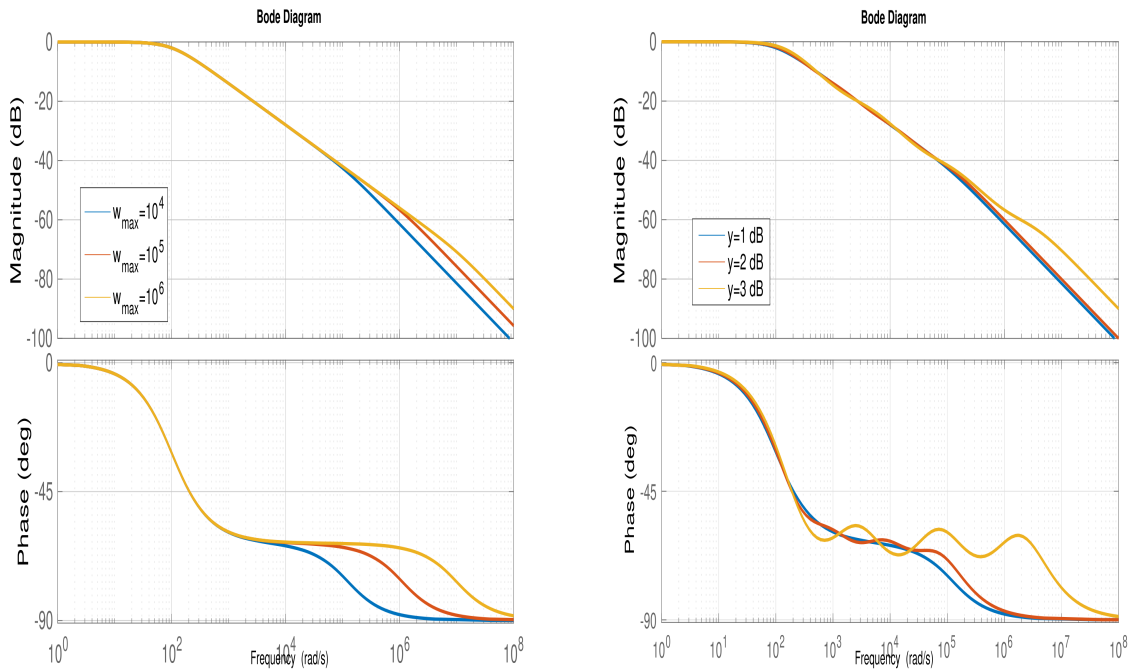 Bode Diagram
0
-20
-40
-60
-80
-100
Magnitude (dB)
w_max=10^4
w_max=10^5
w_max=10^6
0
-45
-90
Phase (deg)
10^0
10^2
10^4
10^6
10^8
Frequency (rad/s)
Bode Diagram
0
-20
-40
-60
-80
-100
Magnitude (dB)
y=1 dB
y=2 dB
y=3 dB
0
-45
-90
Phase (deg)
10^0
10^1
10^2
10^3
10^4
10^5
10^6
10^7
10^8
Frequency (rad/s)